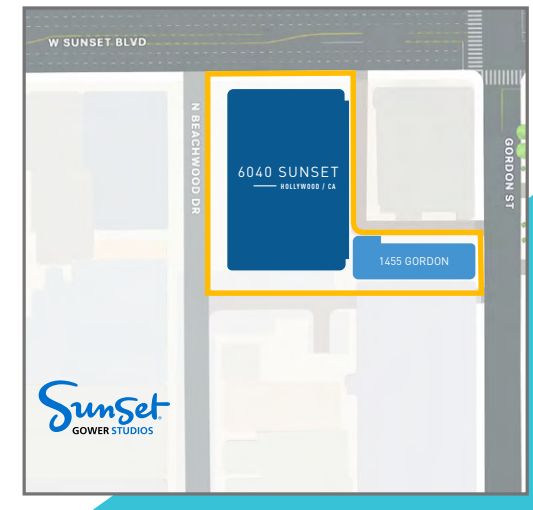 W SUNSET BLVD
N BEACHWOOD DR
6040 SUNSET
HOLLYWOOD / CA
GORDON ST
1455 GORDON
Sunset
GOWER STUDIOS